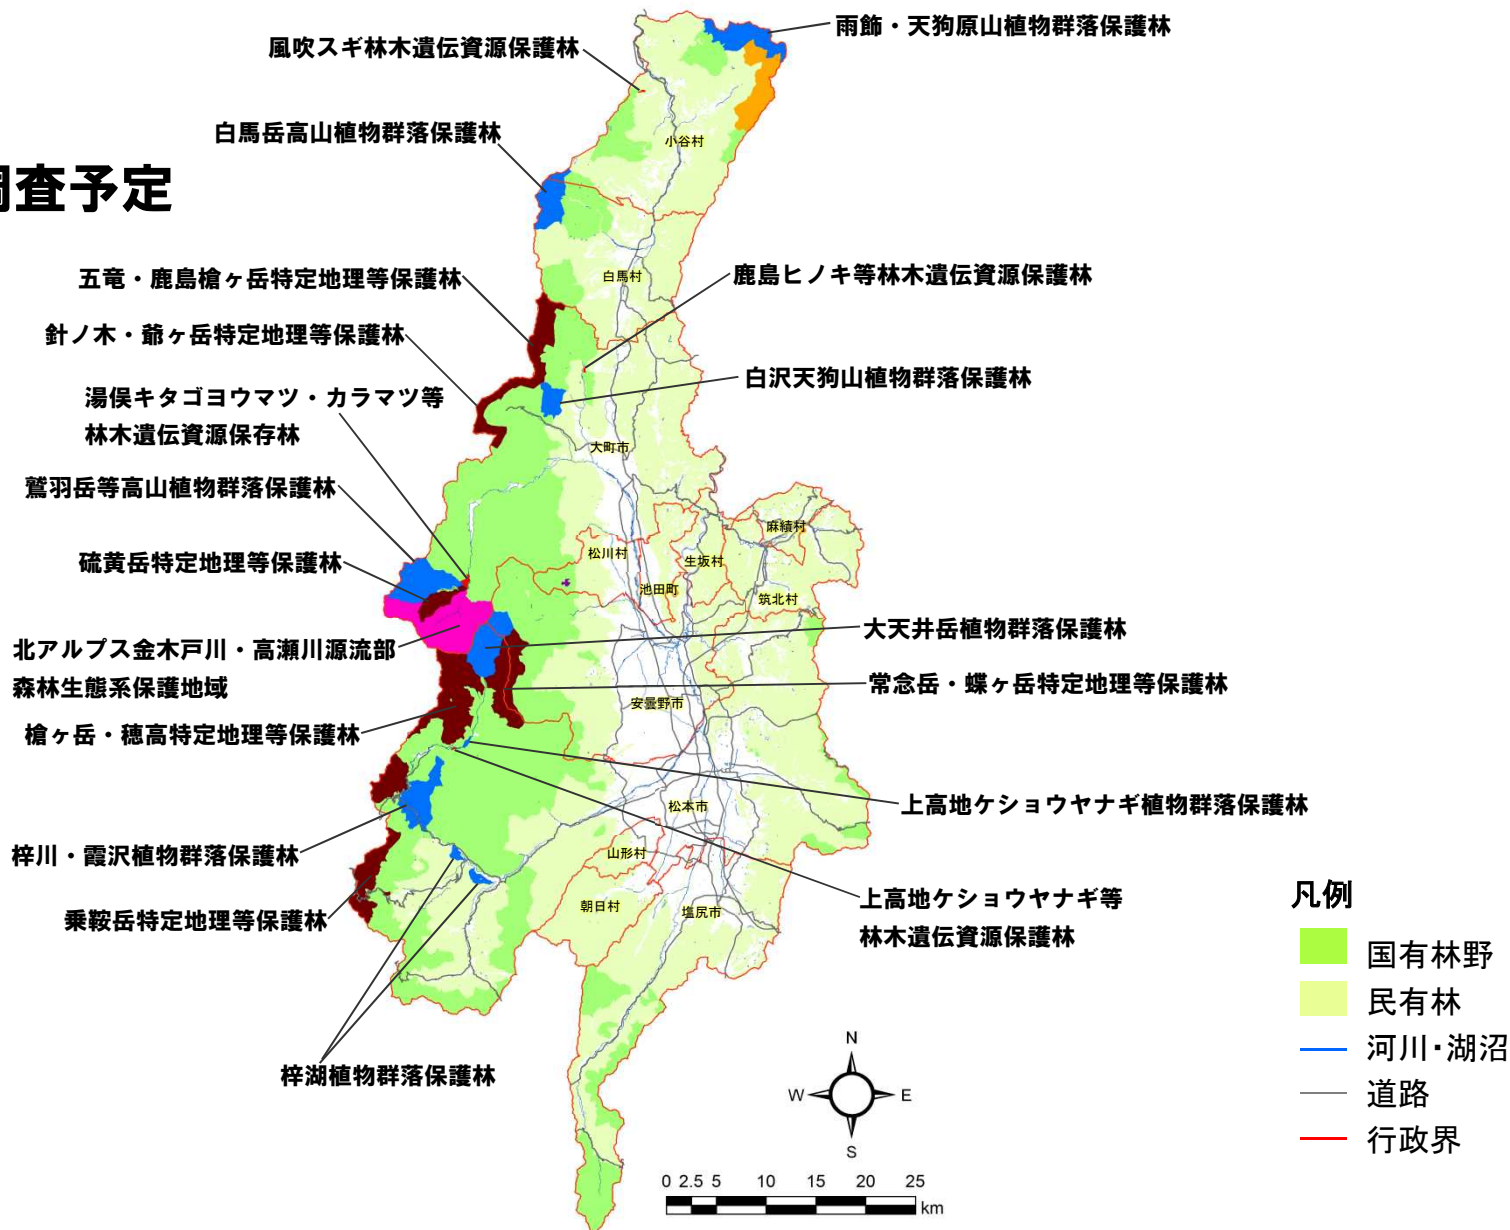 雨飾・天狗原山植物群落保護林
風吹スギ林木遺伝資源保護林
白馬岳高山植物群落保護林
小谷村
査予定
五竜・鹿島槍ヶ岳特定地理等保護林
白馬村
鹿島ヒノキ等林木遺伝資源保護林
針ノ木・爺ヶ岳特定地理等保護林
白沢天狗山植物群落保護林
湯俣キタゴヨウマツ・カラマツ等
林木遺伝資源保存林
大町市
鷲羽岳等高山植物群落保護林
麻績村
松川村
生坂村
硫黄岳特定地理等保護林
池田町
筑北村
大天井岳植物群落保護林
北アルプス金木戸川・高瀬川源流部
森林生態系保護地域
常念岳・蝶ヶ岳特定地理等保護林
安曇野市
槍ヶ岳・穂高特定地理等保護林
上高地ケショウヤナギ植物群落保護林
松本市
梓川・霞沢植物群落保護林
山形村
上高地ケショウヤナギ等
林木遺伝資源保護林
朝日村
塩尻市
乗鞍岳特定地理等保護林
梓湖植物群落保護林
凡例
国有林野
民有林
河川・湖沼
道路
行政界
N
W
E
S
0 2.5 5 10 15 20 25
km